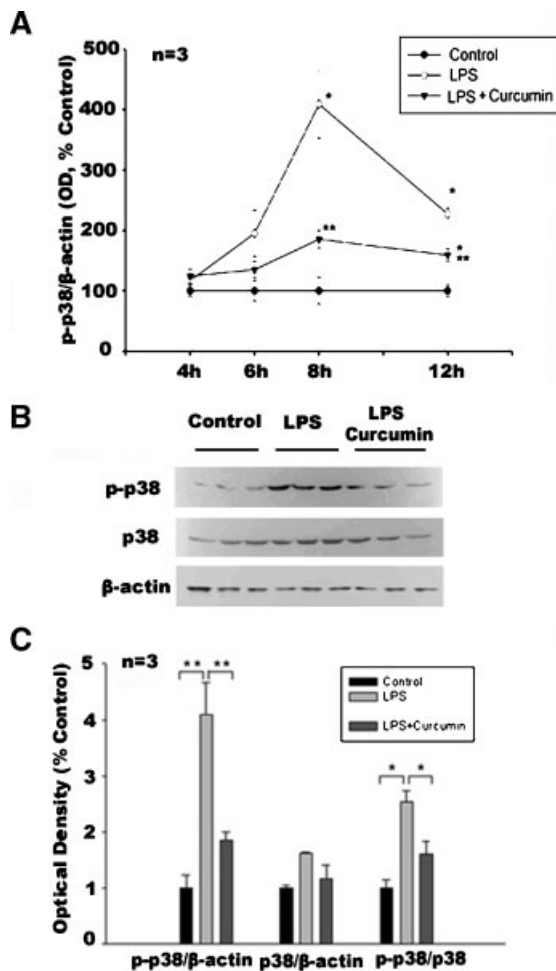 A
n=3
Control
LPS
LPS+Curcumin
p-p38/β-actin (OD, % Control)
500
400
300
200
100
0
*
*
**
*
**
4h 6h 8h 12h
B
Control LPS LPS
Curcumin
p-p38
p38
β-actin
C
n=3
Control
LPS
LPS+Curcumin
Optical Density (% Control)
5
4
3
2
1
0
** **
* *
p-p38/β-actin p38/β-actin p-p38/p38